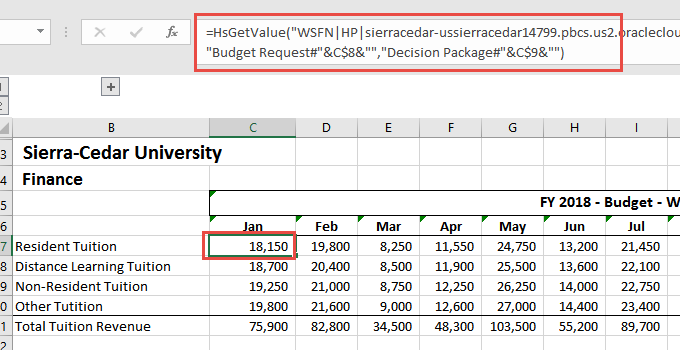 =HsGetValue("WSFN|HP|sierracedar-ussierracedar14799.pbcs.us2.oracleclou
"Budget Request#"&C$8&"","Decision Package#"&C$9&"")
+
2
B C D E F G H I
3 Sierra-Cedar University
4 Finance
5 FY 2018 - Budget - W
6 Jan Feb Mar Apr May Jun Jul
7 Resident Tuition 18,150 19,800 8,250 11,550 24,750 13,200 21,450
8 Distance Learning Tuition 18,700 20,400 8,500 11,900 25,500 13,600 22,100
9 Non-Resident Tuition 19,250 21,000 8,750 12,250 26,250 14,000 22,750
0 Other Tutition 19,800 21,600 9,000 12,600 27,000 14,400 23,400
1 Total Tuition Revenue 75,900 82,800 34,500 48,300 103,500 55,200 89,700
2